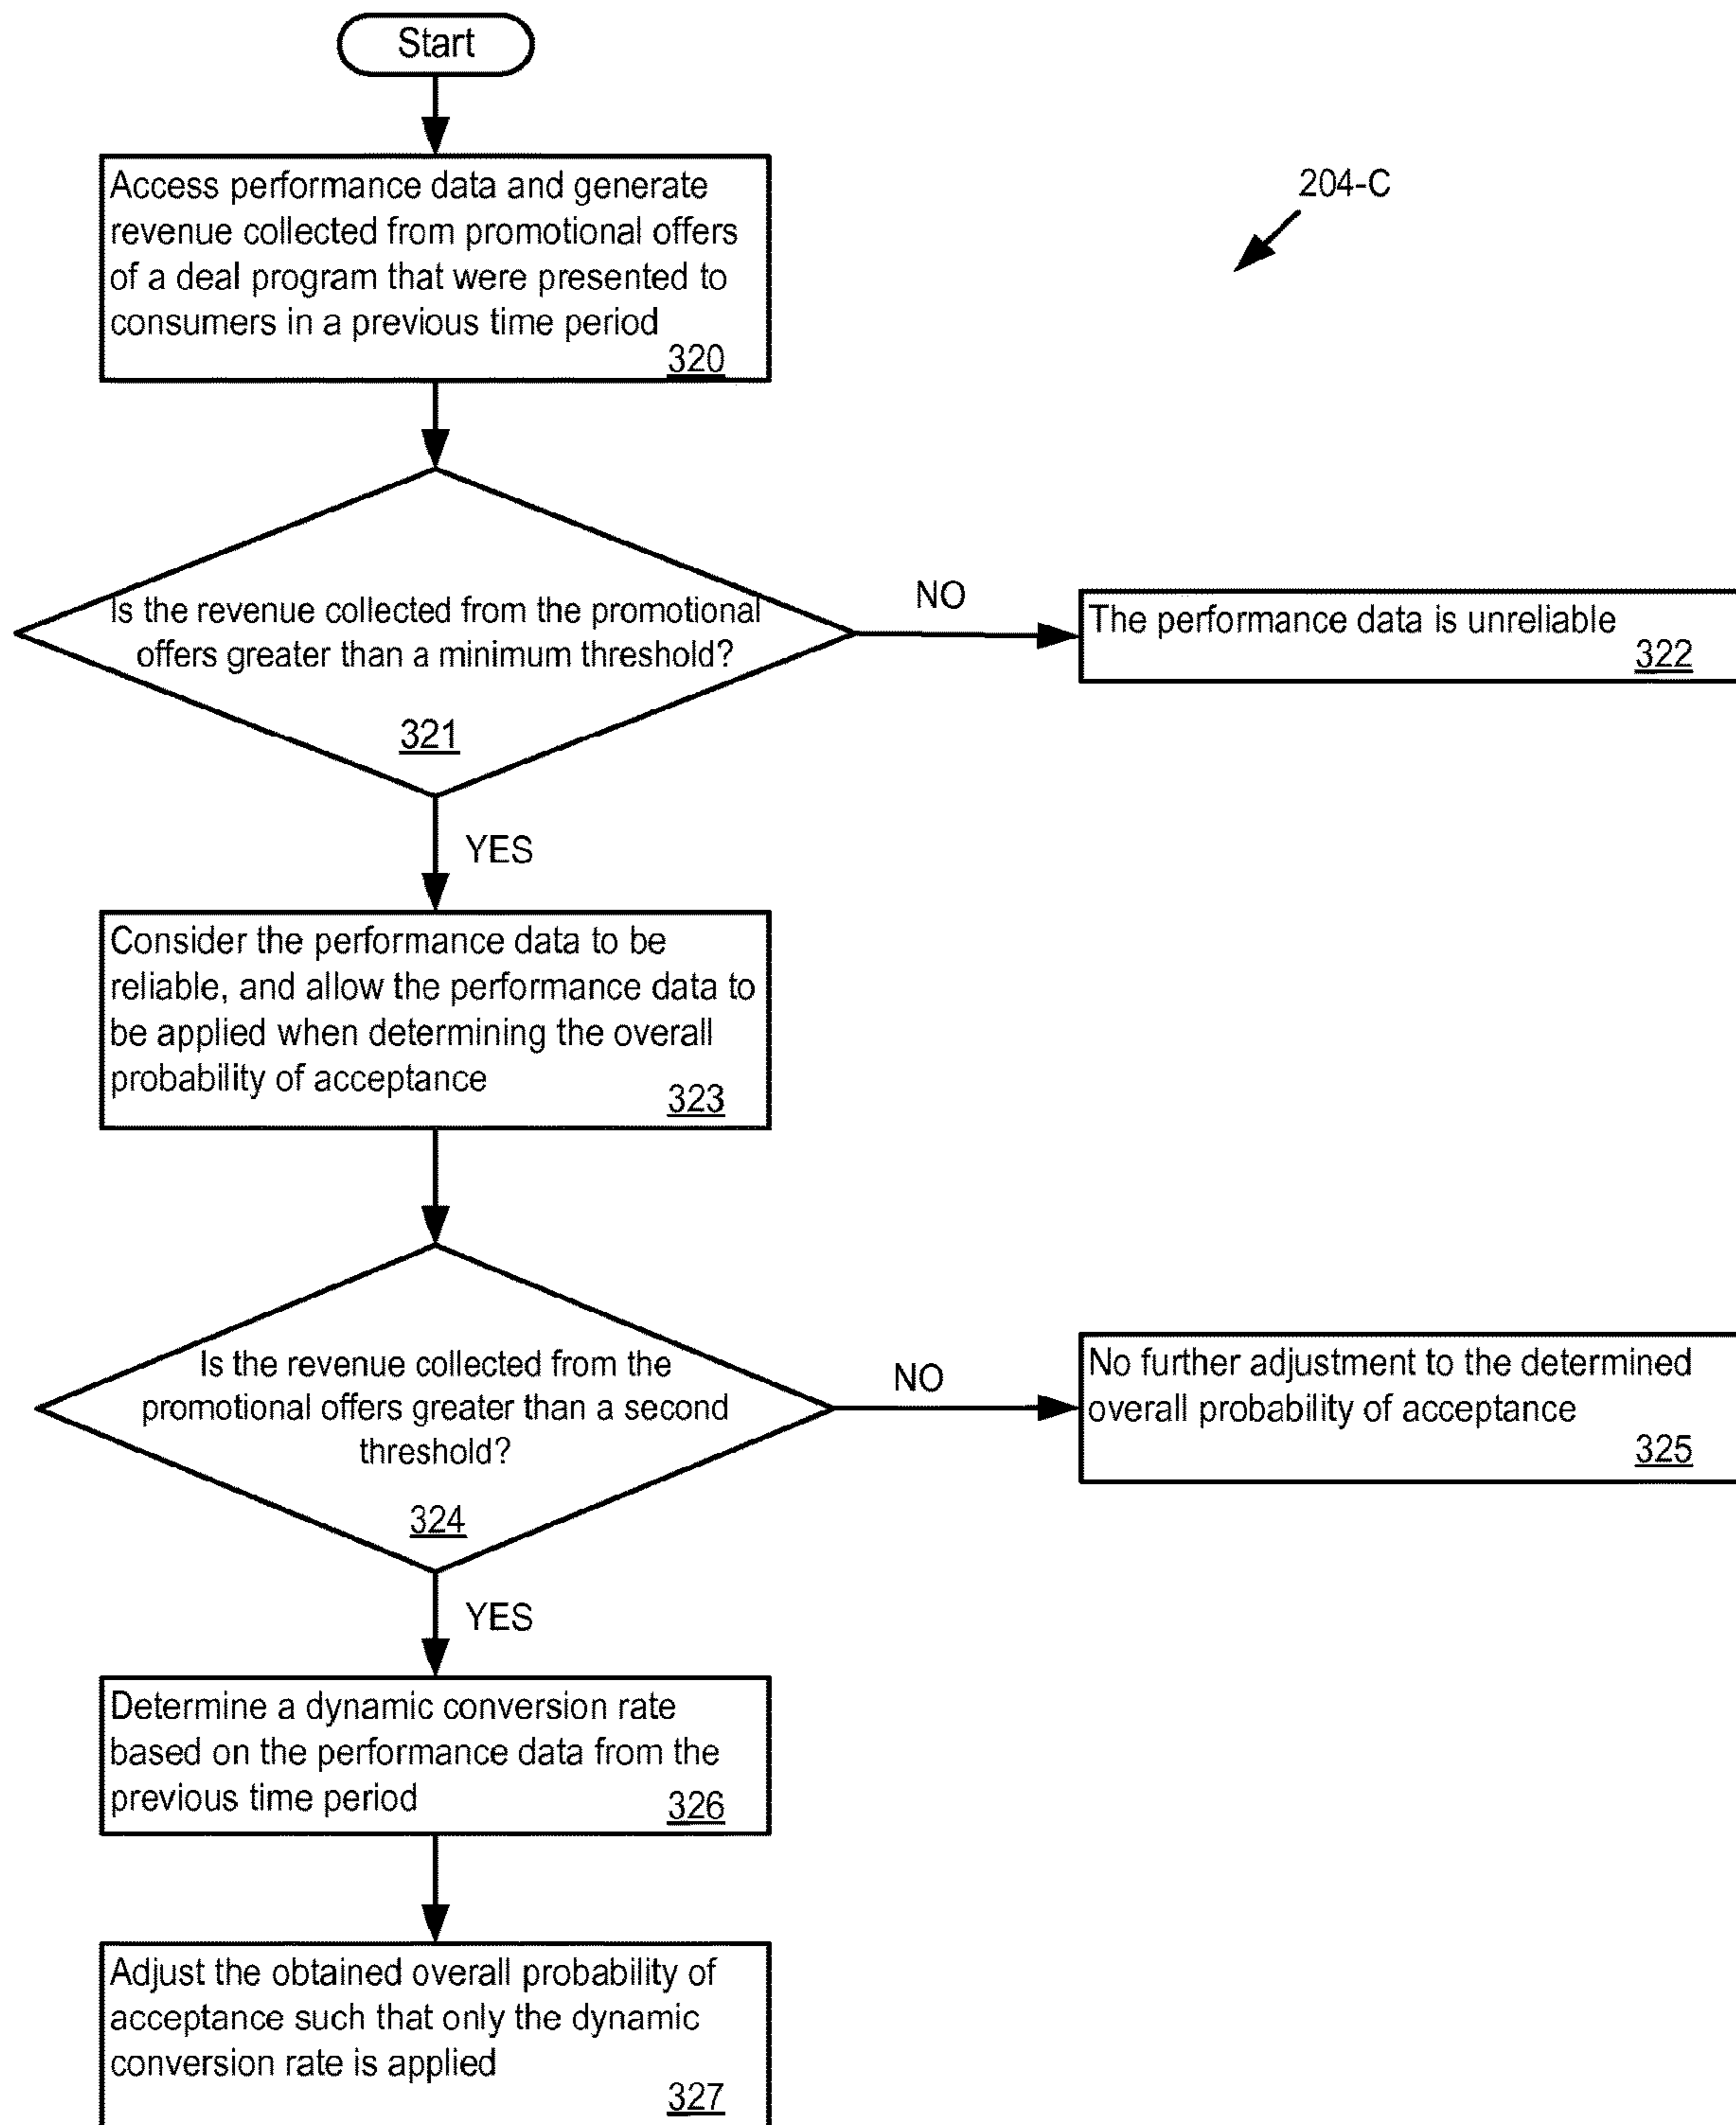 Start
204-C
Access performance data and generate
revenue collected from promotional offers
of a deal program that were presented to
consumers in a previous time period
320
Is the revenue collected from the promotional
offers greater than a minimum threshold?
321
NO
The performance data is unreliable
322
YES
Consider the performance data to be
reliable, and allow the performance data to
be applied when determining the overall
probability of acceptance
323
Is the revenue collected from the
promotional offers greater than a second
threshold?
324
NO
No further adjustment to the determined
overall probability of acceptance
325
YES
Determine a dynamic conversion rate
based on the performance data from the
previous time period
326
Adjust the obtained overall probability of
acceptance such that only the dynamic
conversion rate is applied
327